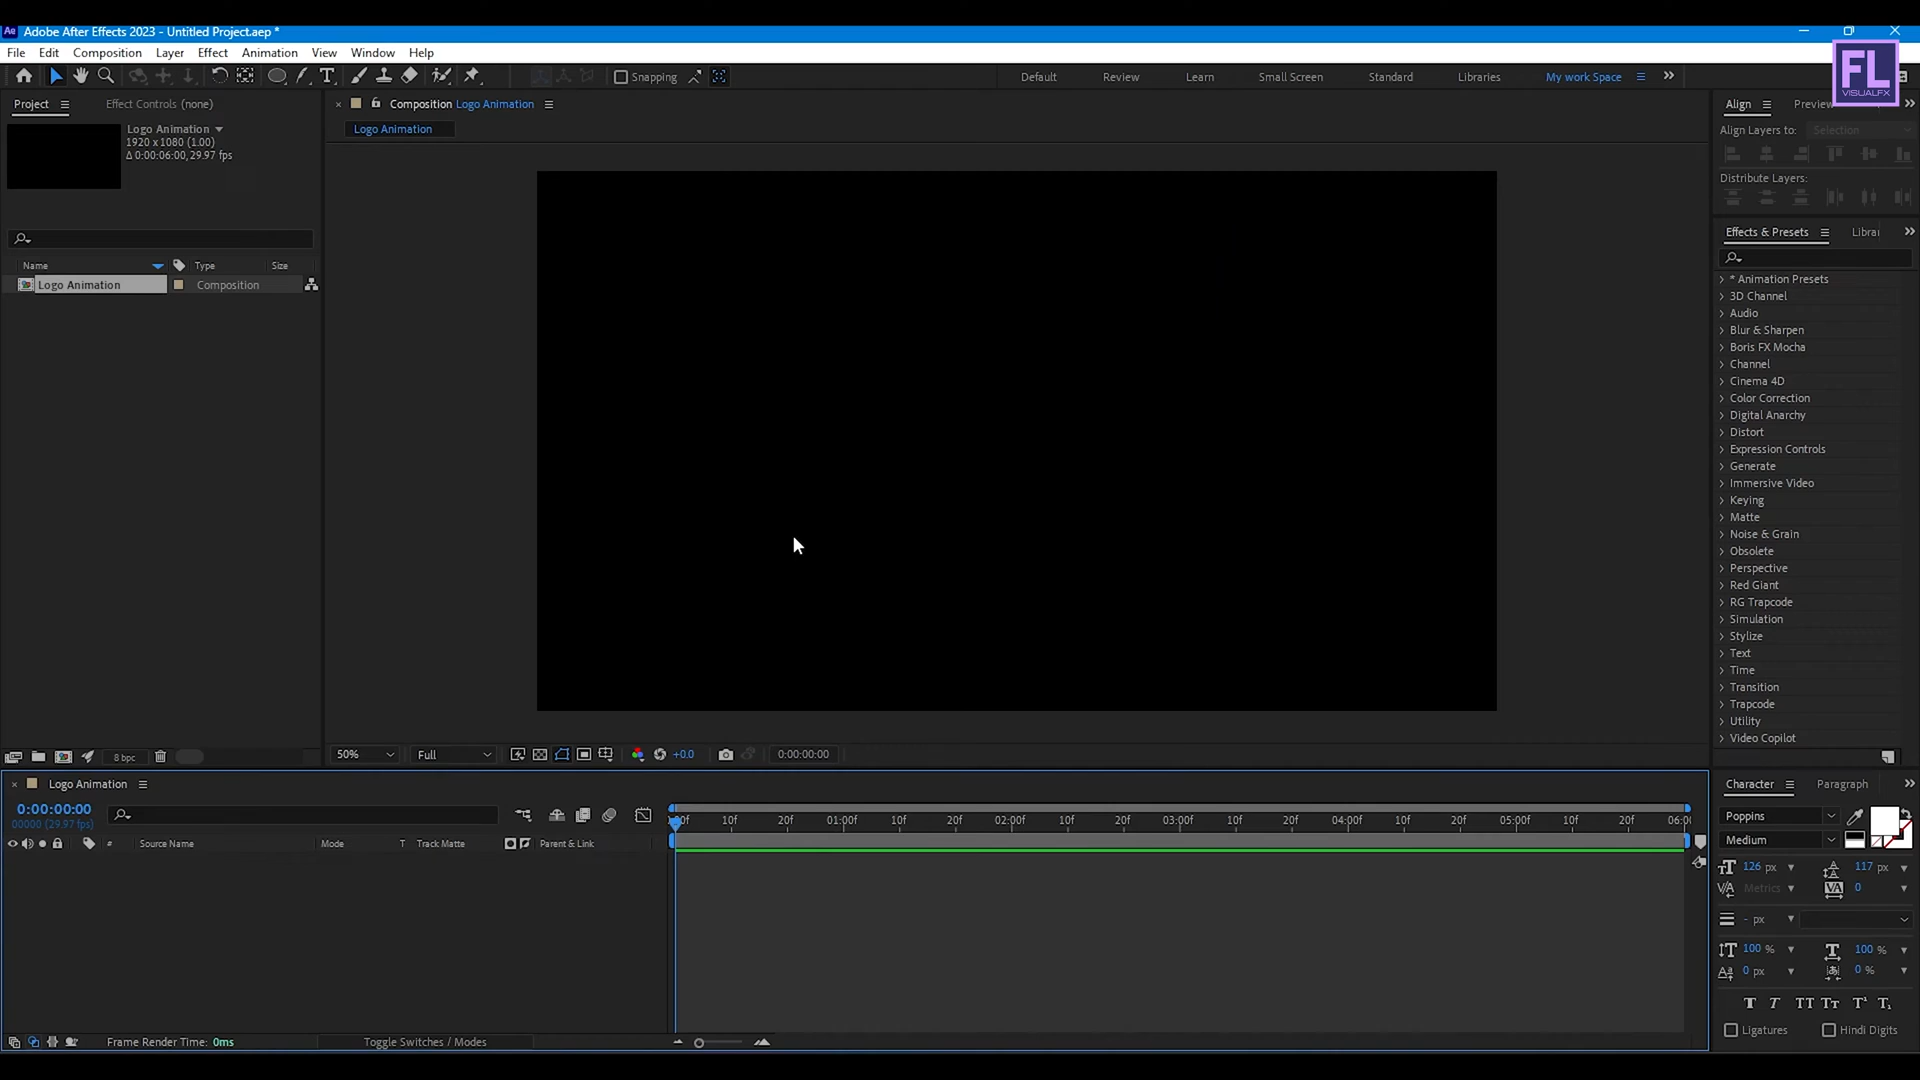 Ae Adobe After Effects 2023 - Untitled Project.aep *
File Edit Composition Layer Effect Animation View Window Help
Snapping Default Review Learn Small Screen Standard Libraries My work Space
FL
VISUALFX
Project Effect Controls (none)
Logo Animation
1920 x 1080 (1.00)
Δ 0:00:06:00, 29.97 fps
Name Type Size
Logo Animation Composition
8 bpc
Composition Logo Animation
Logo Animation
50% Full +0.0 0:00:00:00
Align Preview
Align Layers to: Selection
Distribute Layers:
Effects & Presets Librai
* Animation Presets
3D Channel
Audio
Blur & Sharpen
Boris FX Mocha
Channel
Cinema 4D
Color Correction
Digital Anarchy
Distort
Expression Controls
Generate
Immersive Video
Keying
Matte
Noise & Grain
Obsolete
Perspective
Red Giant
RG Trapcode
Simulation
Stylize
Text
Time
Transition
Trapcode
Utility
Video Copilot
Logo Animation
0:00:00:00
00000 (29.97 fps)
# Source Name Mode T Track Matte Parent & Link
:00f 10f 20f 01:00f 10f 20f 02:00f 10f 20f 03:00f 10f 20f 04:00f 10f 20f 05:00f 10f 20f 06:00
Frame Render Time: 0ms Toggle Switches / Modes
Character Paragraph
Poppins
Medium
126 px 117 px
Metrics 0
- px
100 % 100 %
0 px 0 %
T T TT Tт T¹ T₁
Ligatures Hindi Digits